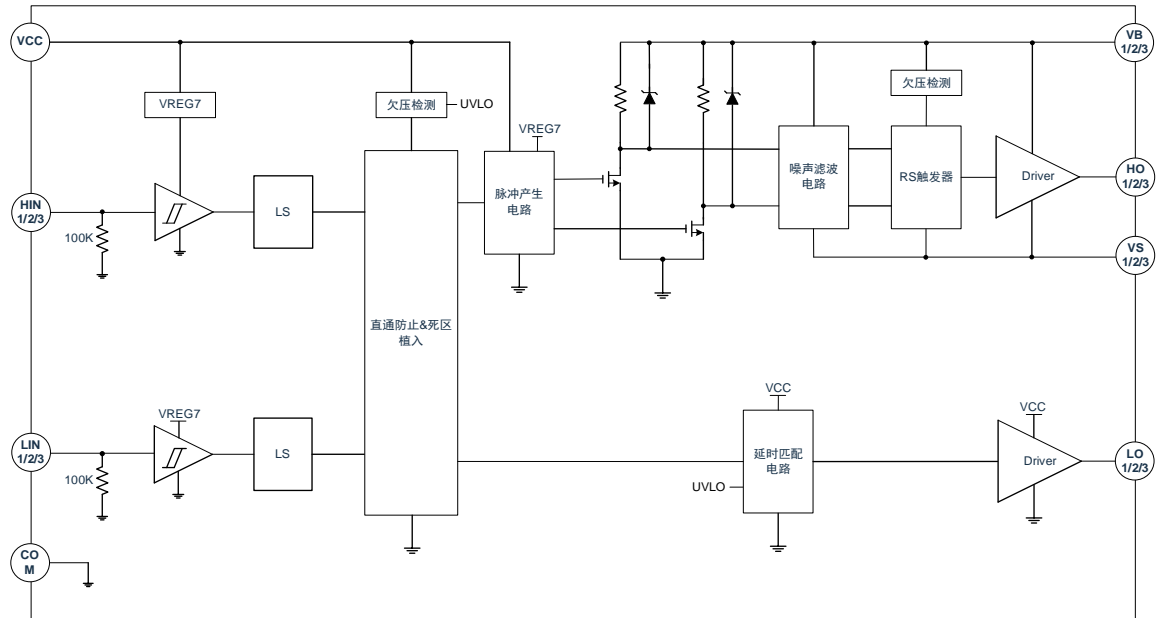 VCC
VB
1/2/3
VREG7
欠压检测
UVLO
欠压检测
VREG7
脉冲产生
电路
噪声滤波
电路
RS触发器
Driver
HO
1/2/3
HIN
1/2/3
100K
LS
VS
1/2/3
直通防止&死区
植入
VCC
VREG7
VCC
LIN
1/2/3
100K
LS
延时匹配
电路
UVLO
Driver
LO
1/2/3
CO
M